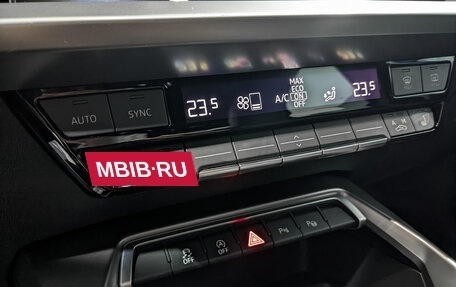 MAX
ECO
23.5 A/C ON 23.5
OFF
AUTO SYNC
A M
MBIB-RU
OFF OFF P P